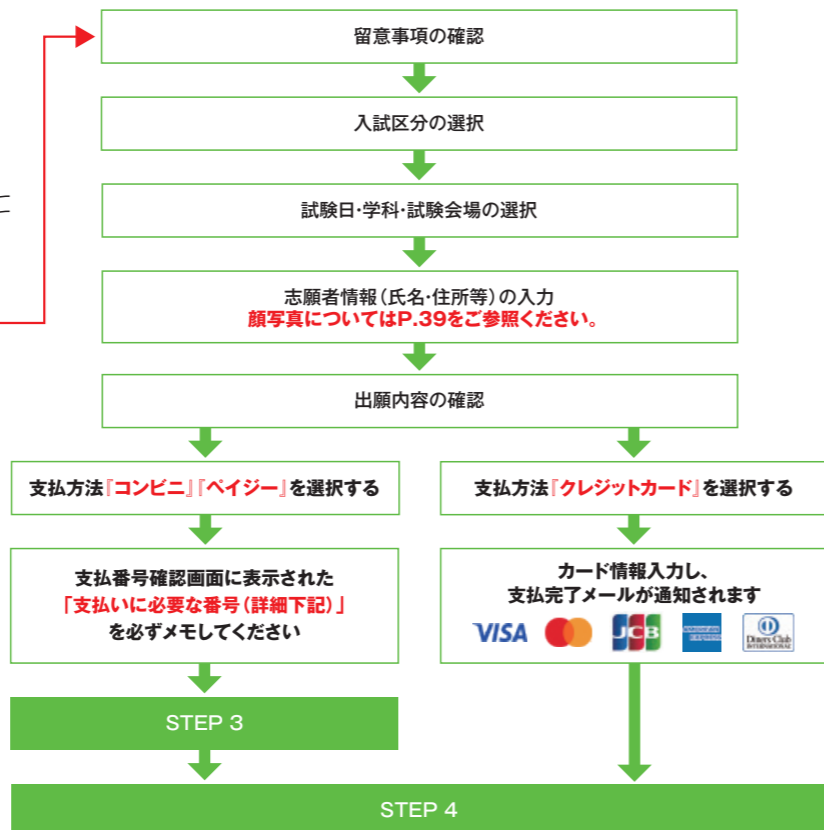 留意事項の確認
入試区分の選択
に
試験日・学科・試験会場の選択
志願者情報(氏名・住所等)の入力
顔写真についてはP.39をご参照ください。
出願内容の確認
支払方法『コンビニ』『ペイジー』を選択する
支払番号確認画面に表示された
「支払いに必要な番号(詳細下記)」
を必ずメモしてください
STEP 3
支払方法『クレジットカード』を選択する
カード情報入力し、
支払完了メールが通知されます
VISA
JCB
AMERICAN EXPRESS
Diners Club
INTERNATIONAL
STEP 4